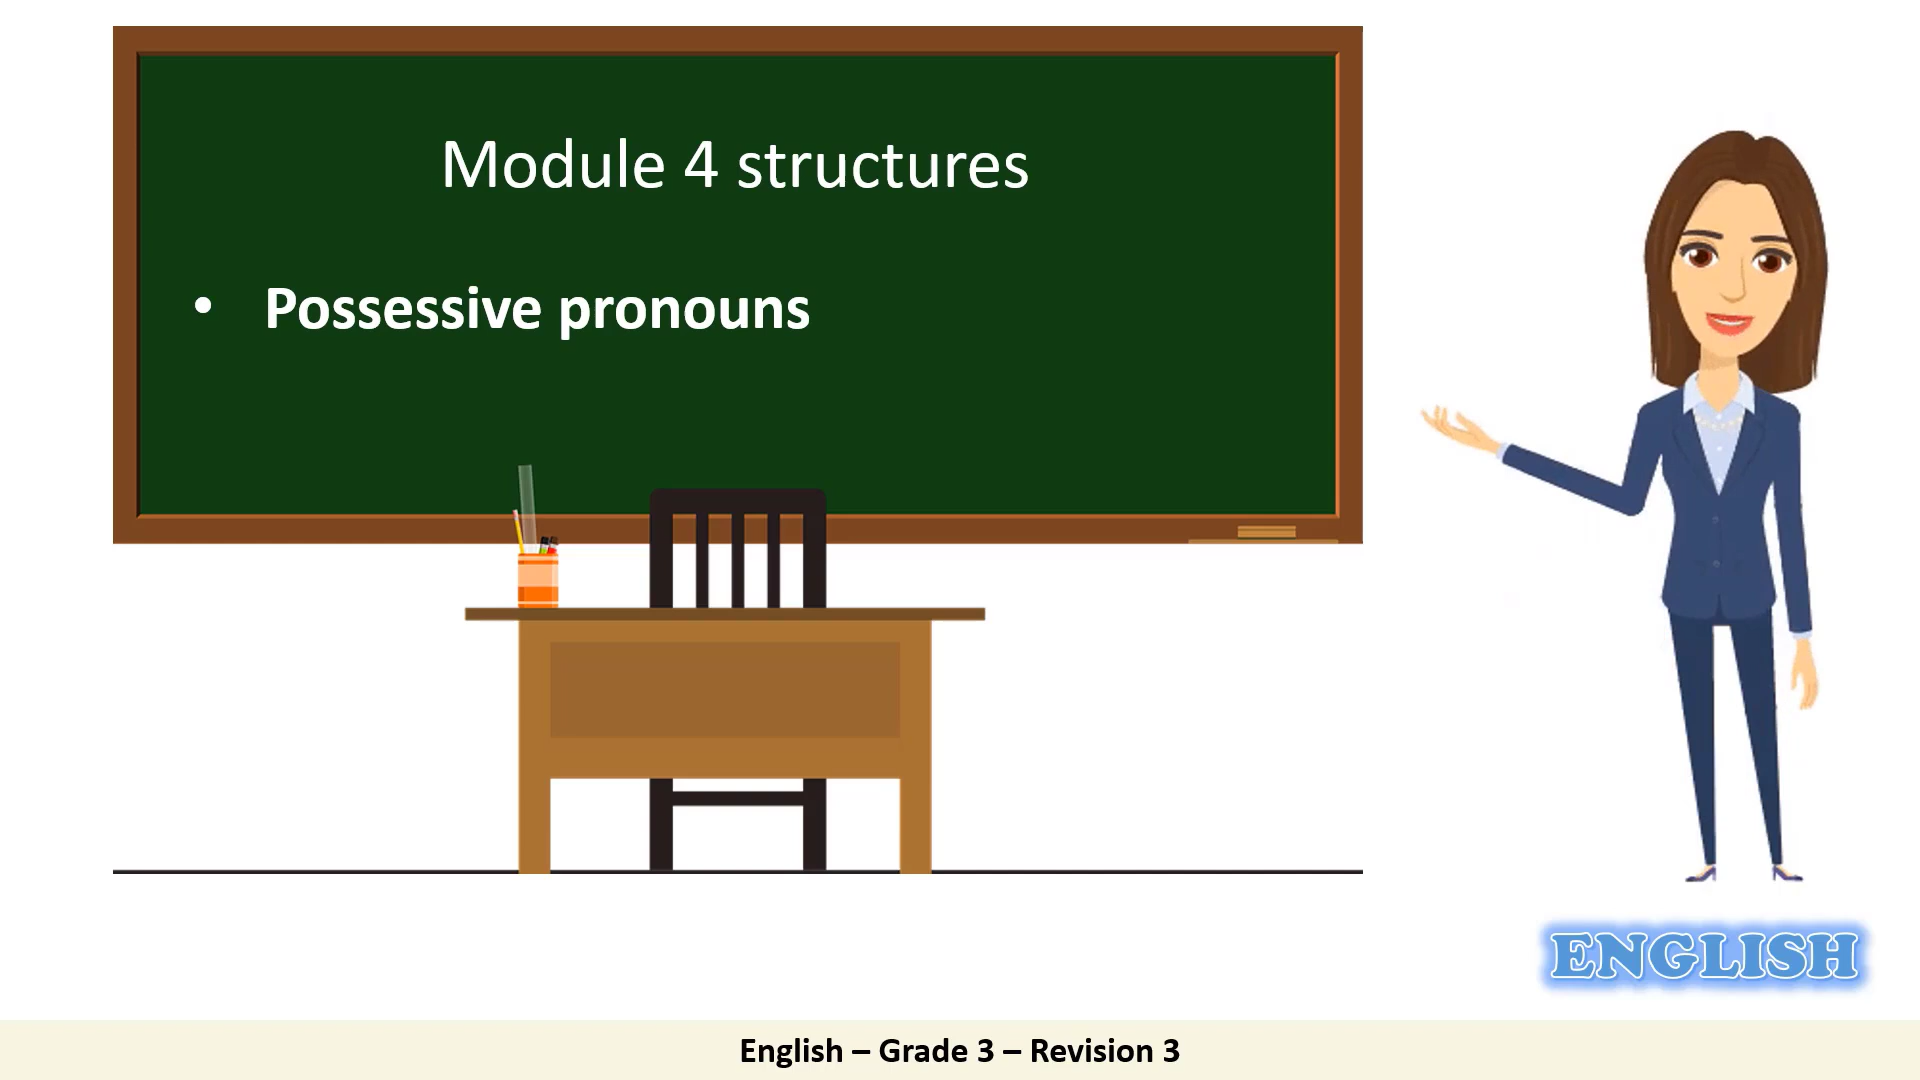 Module 4 structures
• Possessive pronouns
ENGLISH
English – Grade 3 – Revision 3